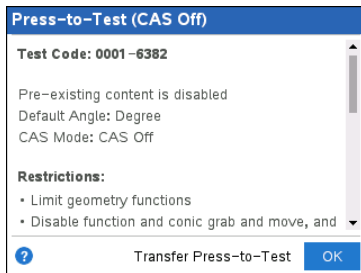 Press-to-Test (CAS Off)
Test Code: 0001-6382
Pre-existing content is disabled
Default Angle: Degree
CAS Mode: CAS Off
Restrictions:
• Limit geometry functions
• Disable function and conic grab and move, and
? Transfer Press-to-Test OK